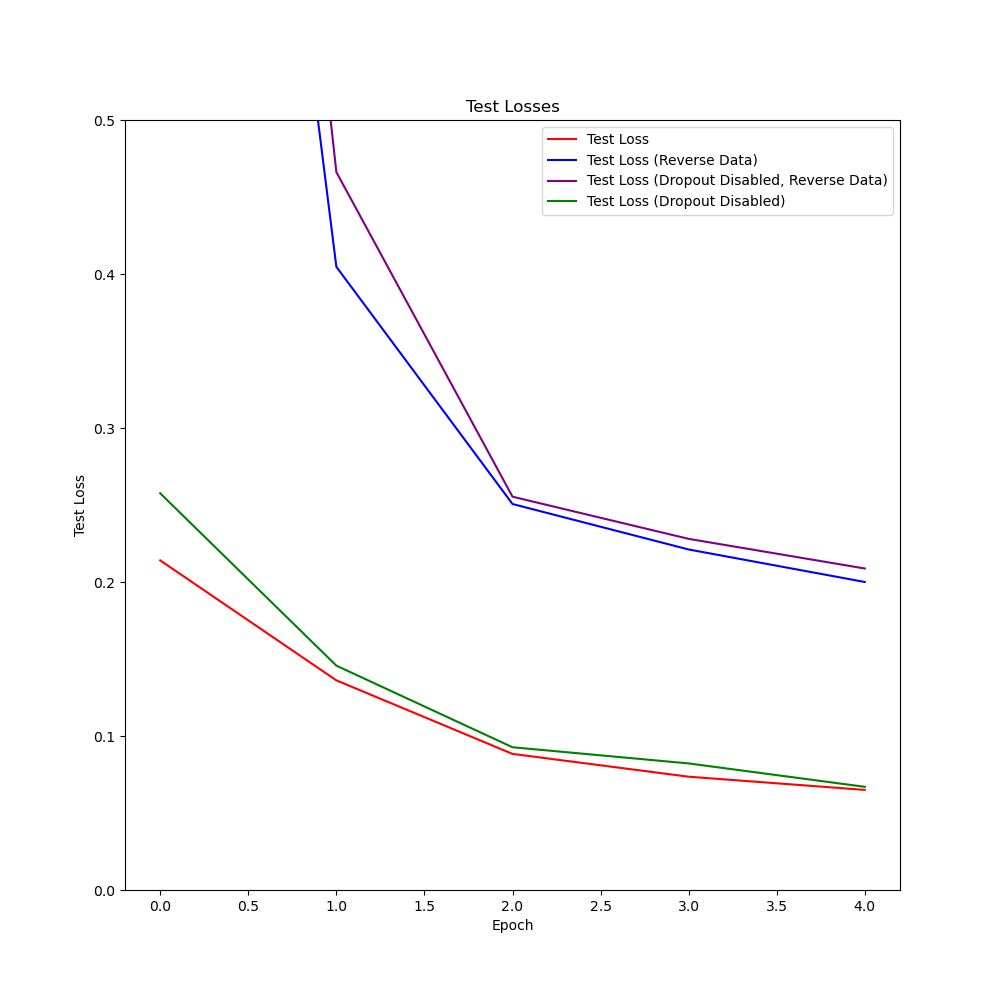 Test Losses
Test Loss
Test Loss (Reverse Data)
Test Loss (Dropout Disabled, Reverse Data)
Test Loss (Dropout Disabled)
0.5
0.4
0.3
0.2
0.1
0.0
Test Loss
0.0 0.5 1.0 1.5 2.0 2.5 3.0 3.5 4.0
Epoch